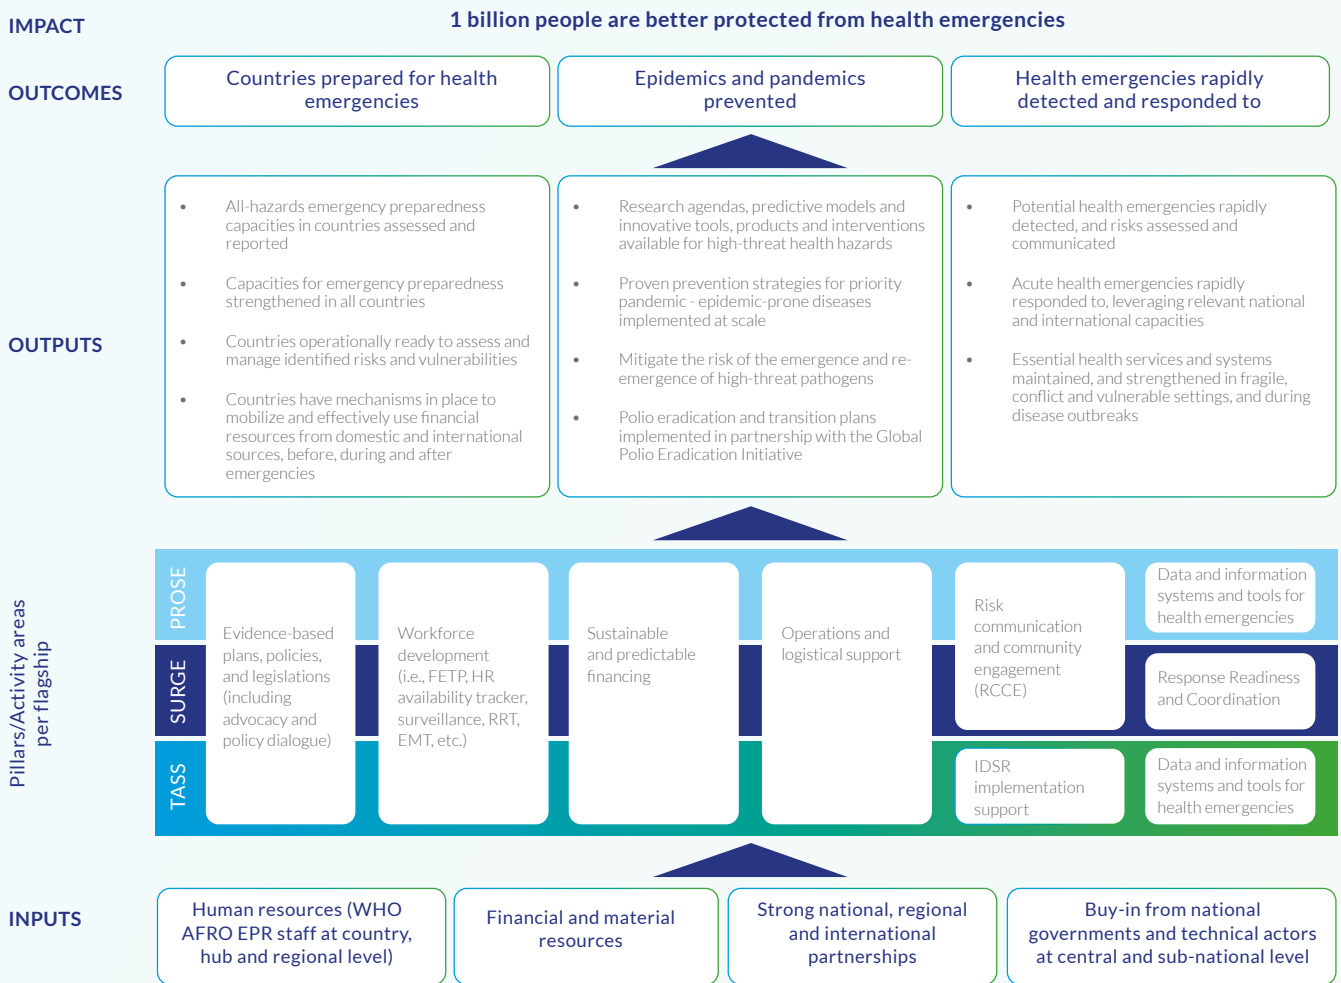 IMPACT
1 billion people are better protected from health emergencies
OUTCOMES
Countries prepared for health
emergencies
Epidemics and pandemics
prevented
Health emergencies rapidly
detected and responded to
OUTPUTS
• All-hazards emergency preparedness
capacities in countries assessed and
reported
• Capacities for emergency preparedness
strengthened in all countries
• Countries operationally ready to assess and
manage identified risks and vulnerabilities
• Countries have mechanisms in place to
mobilize and effectively use financial
resources from domestic and international
sources, before, during and after
emergencies
• Research agendas, predictive models and
innovative tools, products and interventions
available for high-threat health hazards
• Proven prevention strategies for priority
pandemic - epidemic-prone diseases
implemented at scale
• Mitigate the risk of the emergence and re-
emergence of high-threat pathogens
• Polio eradication and transition plans
implemented in partnership with the Global
Polio Eradication Initiative
• Potential health emergencies rapidly
detected, and risks assessed and
communicated
• Acute health emergencies rapidly
responded to, leveraging relevant national
and international capacities
• Essential health services and systems
maintained, and strengthened in fragile,
conflict and vulnerable settings, and during
disease outbreaks
Pillars/Activity areas
per flagship
PROSE
SURGE
TASS
Evidence-based
plans, policies,
and legislations
(including
advocacy and
policy dialogue)
Workforce
development
(i.e., FETP, HR
availability tracker,
surveillance, RRT,
EMT, etc.)
Sustainable
and predictable
financing
Operations and
logistical support
Risk
communication
and community
engagement
(RCCE)
Data and information
systems and tools for
health emergencies
Response Readiness
and Coordination
IDSR
implementation
support
Data and information
systems and tools for
health emergencies
INPUTS
Human resources (WHO
AFRO EPR staff at country,
hub and regional level)
Financial and material
resources
Strong national, regional
and international
partnerships
Buy-in from national
governments and technical actors
at central and sub-national level